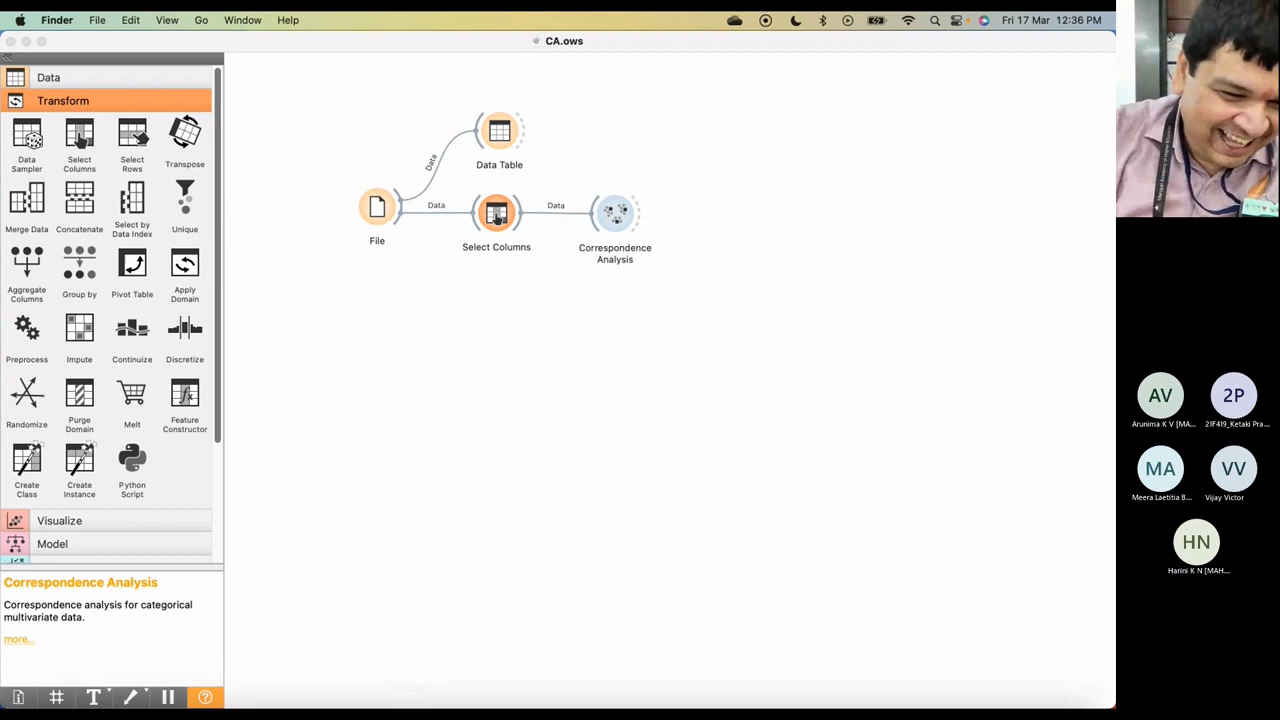 Finder File Edit View Go Window Help Fri 17 Mar 12:36 PM
CA.ows
Data
Transform
Data Sampler
Select Columns
Select Rows
Transpose
Merge Data
Concatenate
Select by Data Index
Unique
Aggregate Columns
Group by
Pivot Table
Apply Domain
Preprocess
Impute
Continuize
Discretize
Randomize
Purge Domain
Melt
Feature Constructor
Create Class
Create Instance
Python Script
Visualize
Model
Correspondence Analysis
Correspondence analysis for categorical
multivariate data.
more...
Data
Data Table
Data
Data
File
Select Columns
Correspondence
Analysis
AV
2P
Arunima K V [MA...
21F419_Ketaki Pra...
MA
VV
Meera Laetitia B...
Vijay Victor
HN
Harini K N [MAH...